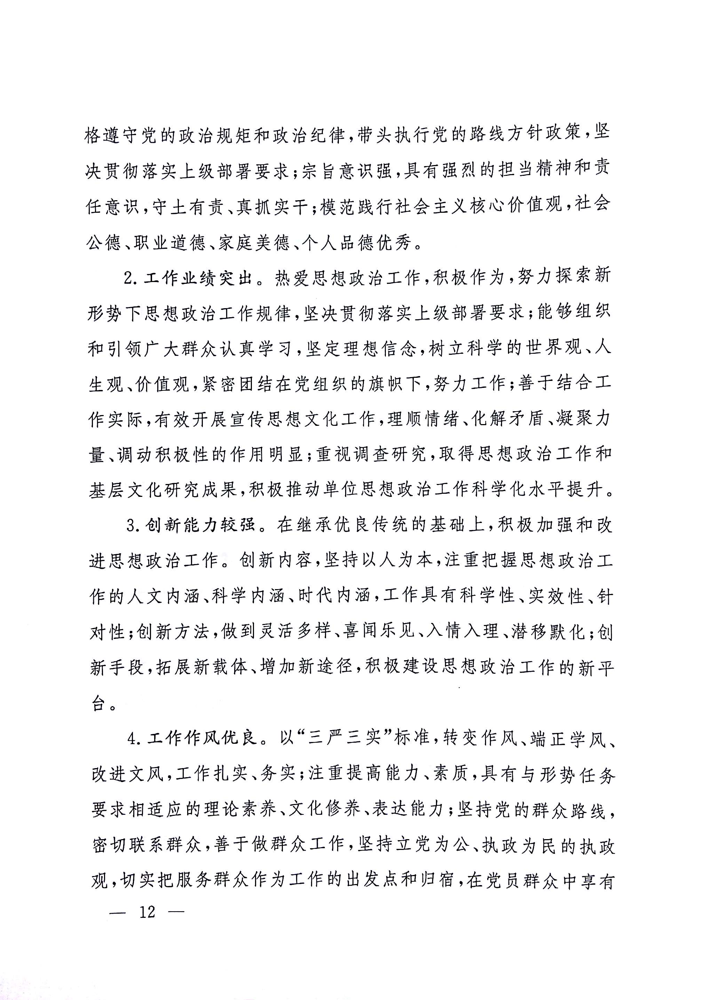 格遵守党的政治规矩和政治纪律,带头执行党的路线方针政策,坚
决贯彻落实上级部署要求;宗旨意识强,具有强烈的担当精神和责
任意识,守土有责、真抓实干;模范践行社会主义核心价值观,社会
公德、职业道德、家庭美德、个人品德优秀。
2. 工作业绩突出。热爱思想政治工作,积极作为,努力探索新
形势下思想政治工作规律,坚决贯彻落实上级部署要求;能够组织
和引领广大群众认真学习,坚定理想信念,树立科学的世界观、人
生观、价值观,紧密团结在党组织的旗帜下,努力工作;善于结合工
作实际,有效开展宣传思想文化工作,理顺情绪、化解矛盾、凝聚力
量、调动积极性的作用明显;重视调查研究,取得思想政治工作和
基层文化研究成果,积极推动单位思想政治工作科学化水平提升。
3. 创新能力较强。在继承优良传统的基础上,积极加强和改
进思想政治工作。创新内容,坚持以人为本,注重把握思想政治工
作的人文内涵、科学内涵、时代内涵,工作具有科学性、实效性、针
对性;创新方法,做到灵活多样、喜闻乐见、入情入理、潜移默化;创
新手段,拓展新载体、增加新途径,积极建设思想政治工作的新平
台。
4. 工作作风优良。以“三严三实”标准,转变作风、端正学风、
改进文风,工作扎实、务实;注重提高能力、素质,具有与形势任务
要求相适应的理论素养、文化修养、表达能力;坚持党的群众路线,
密切联系群众,善于做群众工作,坚持立党为公、执政为民的执政
观,切实把服务群众作为工作的出发点和归宿,在党员群众中享有
— 12 —